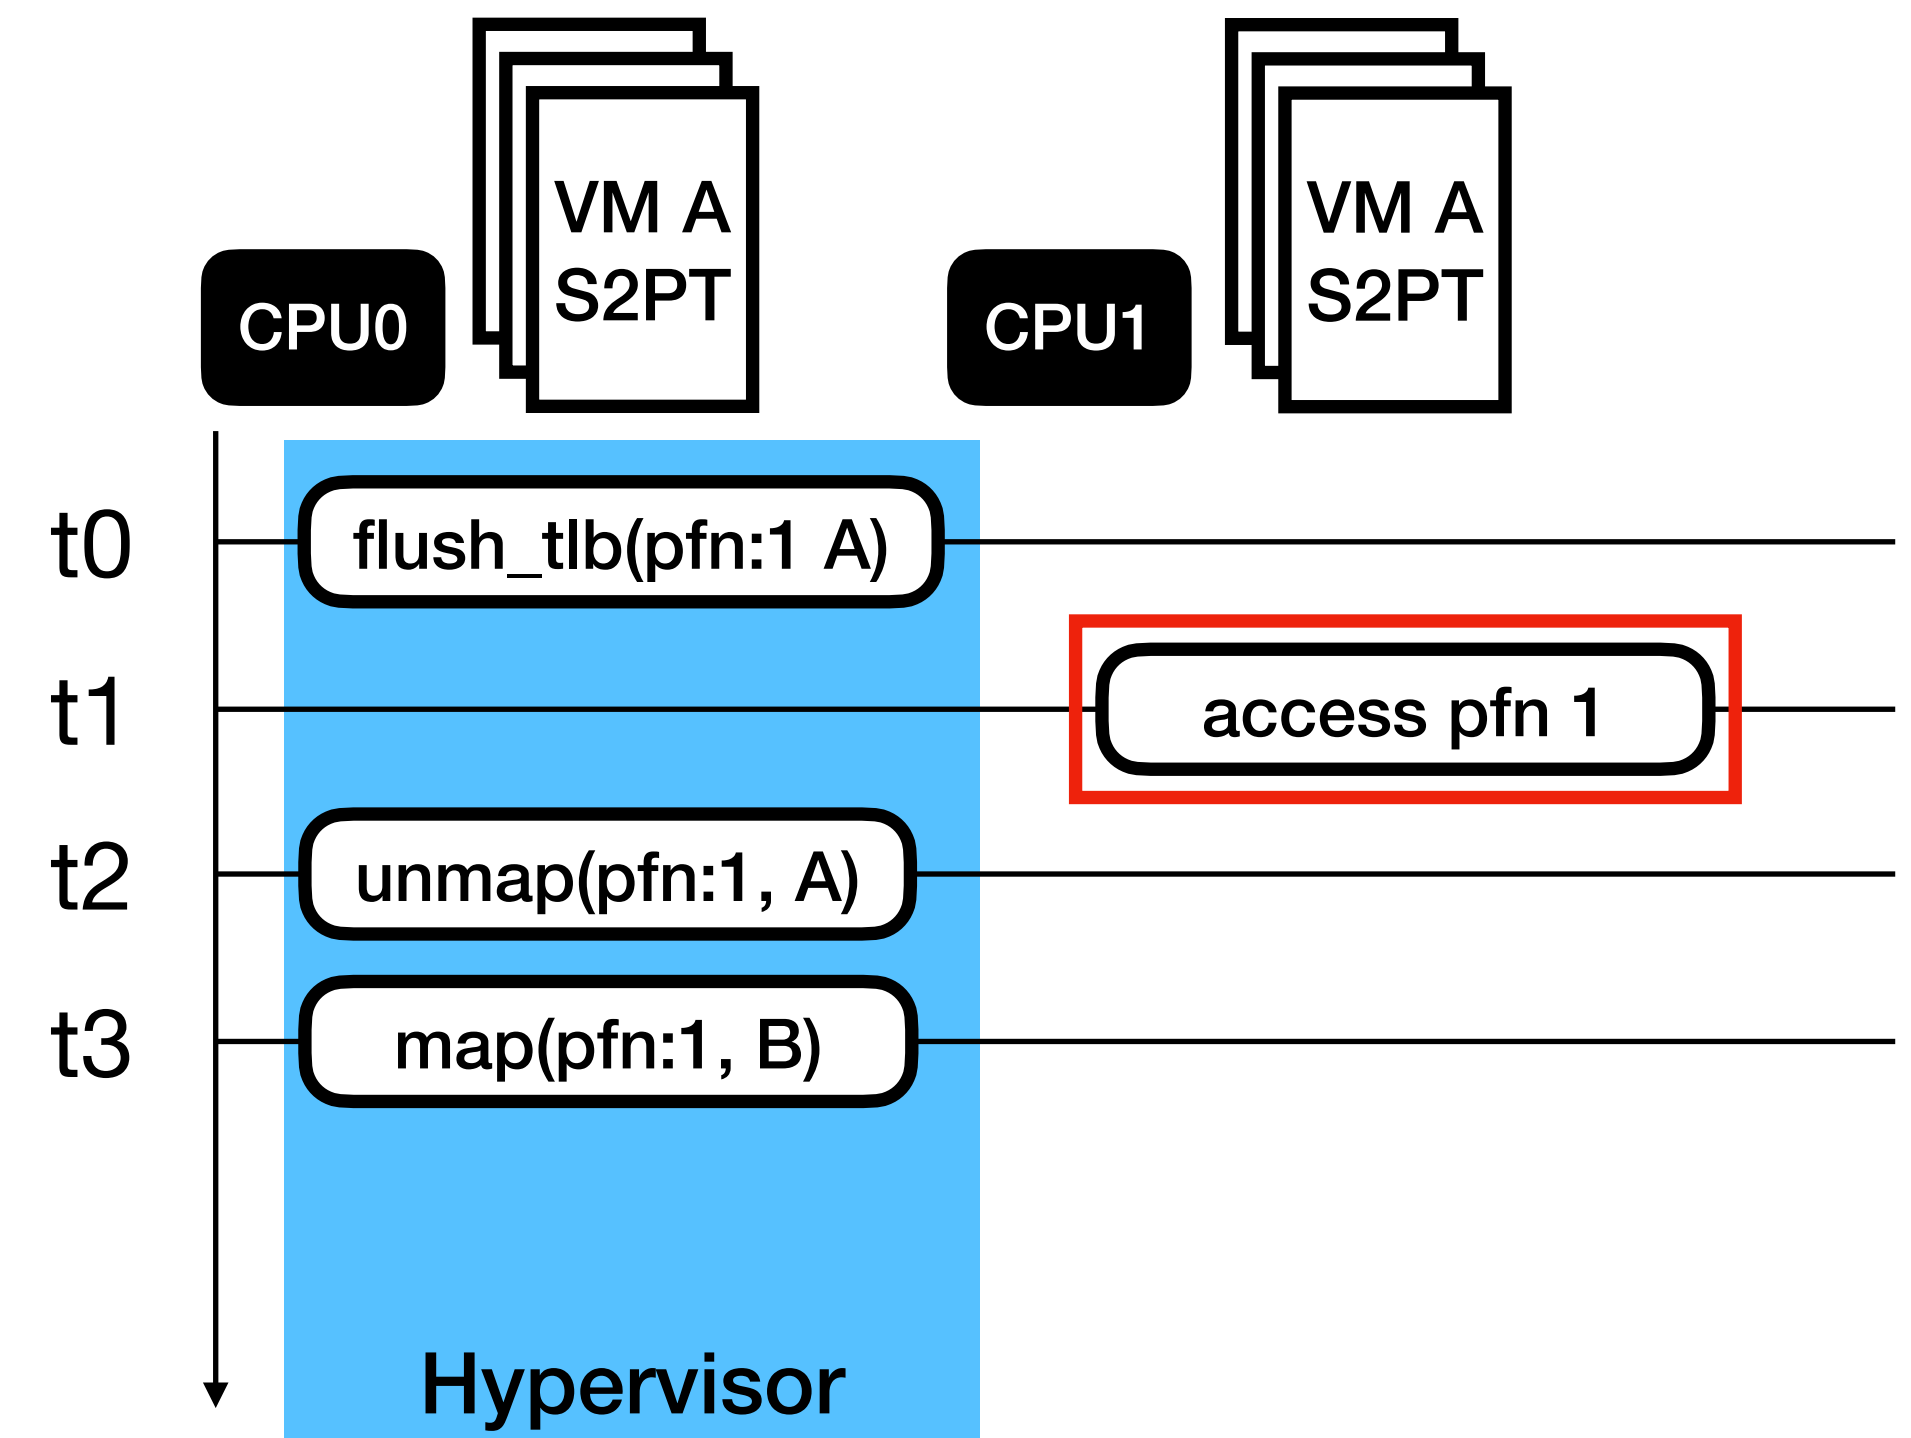 VM A
S2PT
CPU0
VM A
S2PT
CPU1
t0
flush_tlb(pfn:1 A)
t1
access pfn 1
t2
unmap(pfn:1, A)
t3
map(pfn:1, B)
Hypervisor